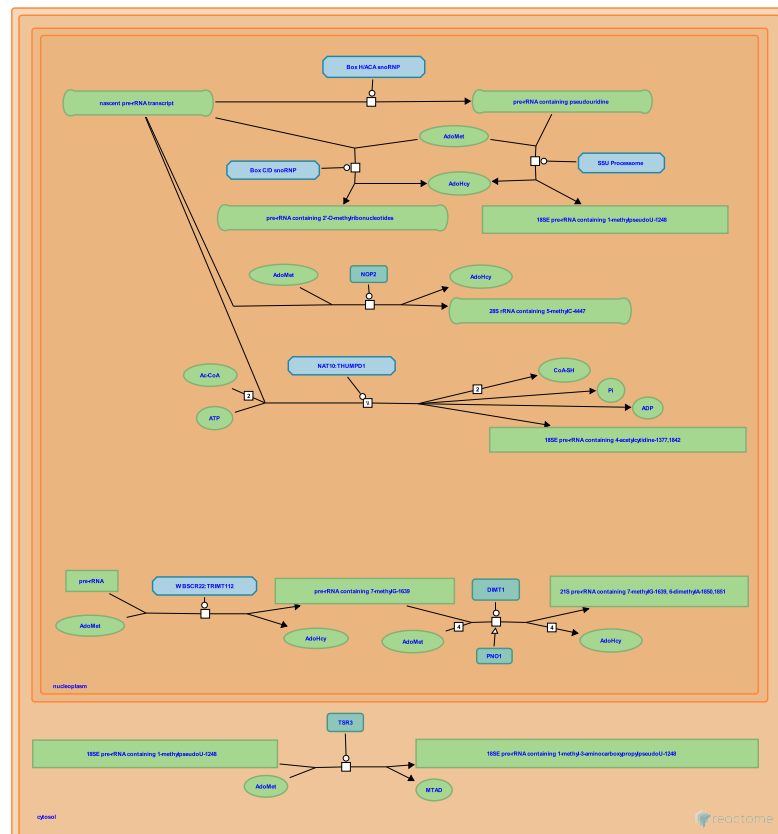 Box H/ACA snoRNP
nascent pre-rRNA transcript
pre-rRNA containing pseudouridine
AdoMet
Box C/D snoRNP
SSU Processome
AdoHcy
pre-rRNA containing 2'-O-methylribonucleotides
18SE pre-rRNA containing 1-methylpseudoU-1248
AdoMet
NOP2
AdoHcy
28S rRNA containing 5-methylC-4447
NAT10:THUMPD1
Ac-CoA
CoA-SH
2
2
Pi
ATP
\\
ADP
18SE pre-rRNA containing 4-acetylcytidine-1377,1842
pre-rRNA
WBSCR22:TRMT112
pre-rRNA containing 7-methylG-1639
DIMT1
21S pre-rRNA containing 7-methylG-1639, 6-dimethylA-1850,1851
AdoMet
AdoHcy
AdoMet
4
4
AdoHcy
PNO1
nucleoplasm
TSR3
18SE pre-rRNA containing 1-methylpseudoU-1248
18SE pre-rRNA containing 1-methyl-3-aminocarboxypropylpseudoU-1248
AdoMet
MTAD
cytosol
reactome